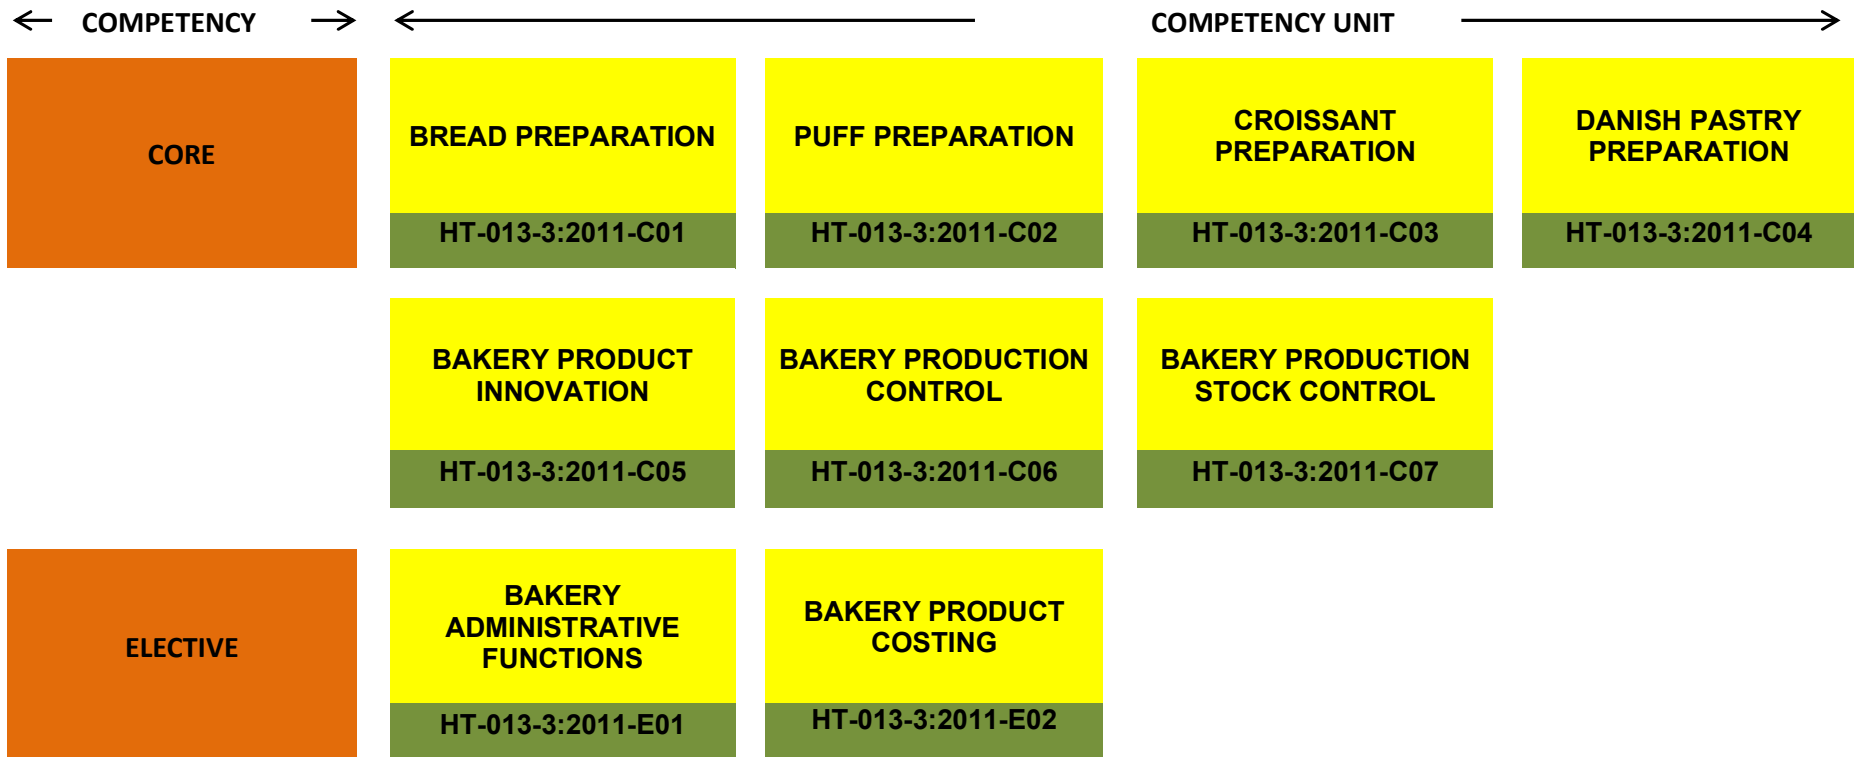 COMPETENCY
COMPETENCY UNIT
CORE
BREAD PREPARATION
HT-013-3:2011-C01
PUFF PREPARATION
HT-013-3:2011-C02
CROISSANT
PREPARATION
HT-013-3:2011-C03
DANISH PASTRY
PREPARATION
HT-013-3:2011-C04
BAKERY PRODUCT
INNOVATION
HT-013-3:2011-C05
BAKERY PRODUCTION
CONTROL
HT-013-3:2011-C06
BAKERY PRODUCTION
STOCK CONTROL
HT-013-3:2011-C07
ELECTIVE
BAKERY
ADMINISTRATIVE
FUNCTIONS
HT-013-3:2011-E01
BAKERY PRODUCT
COSTING
HT-013-3:2011-E02